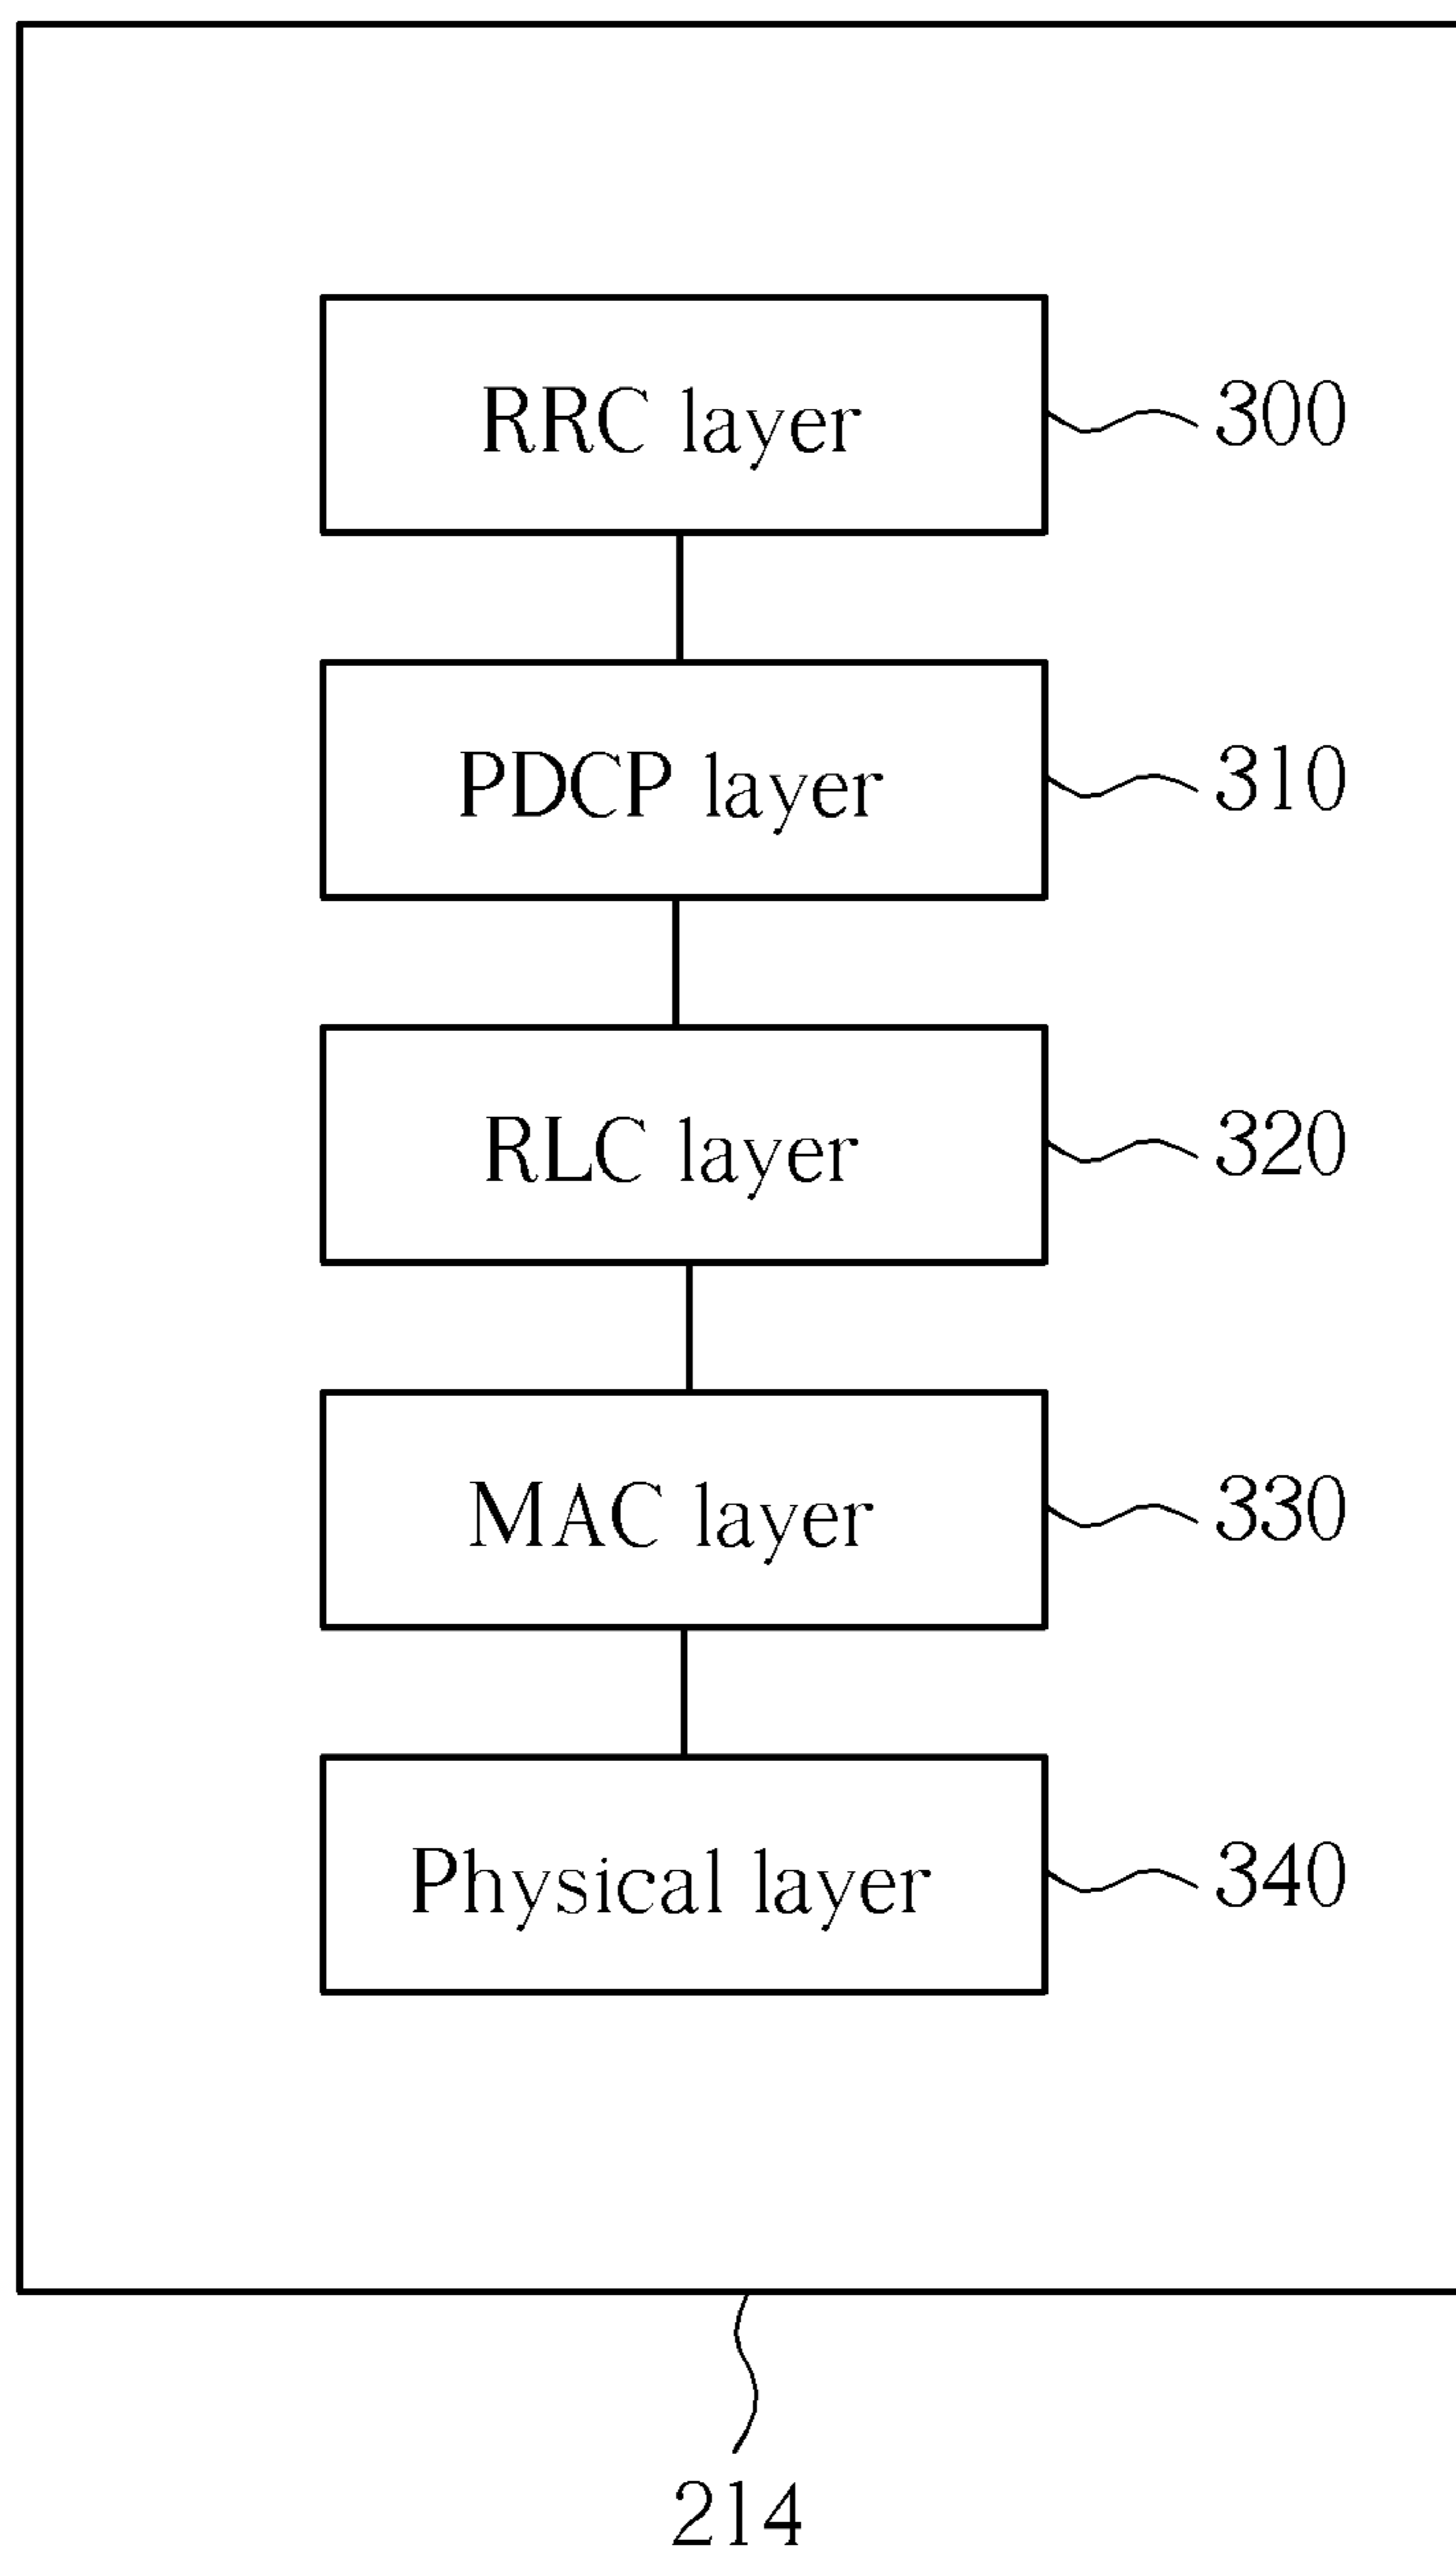 RRC layer 300
PDCP layer 310
RLC layer 320
MAC layer 330
Physical layer 340
214